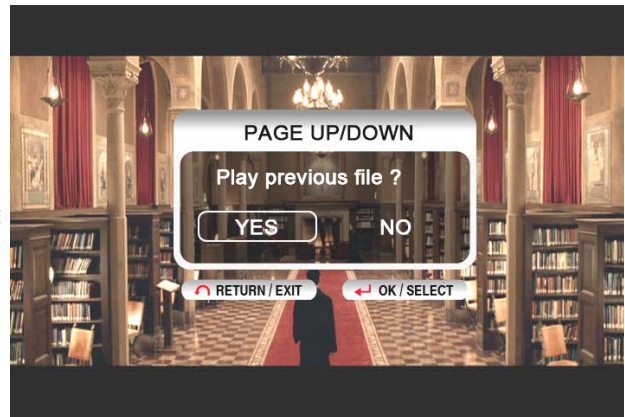 PAGE UP/DOWN
Play previous file ?
YES NO
RETURN / EXIT OK / SELECT